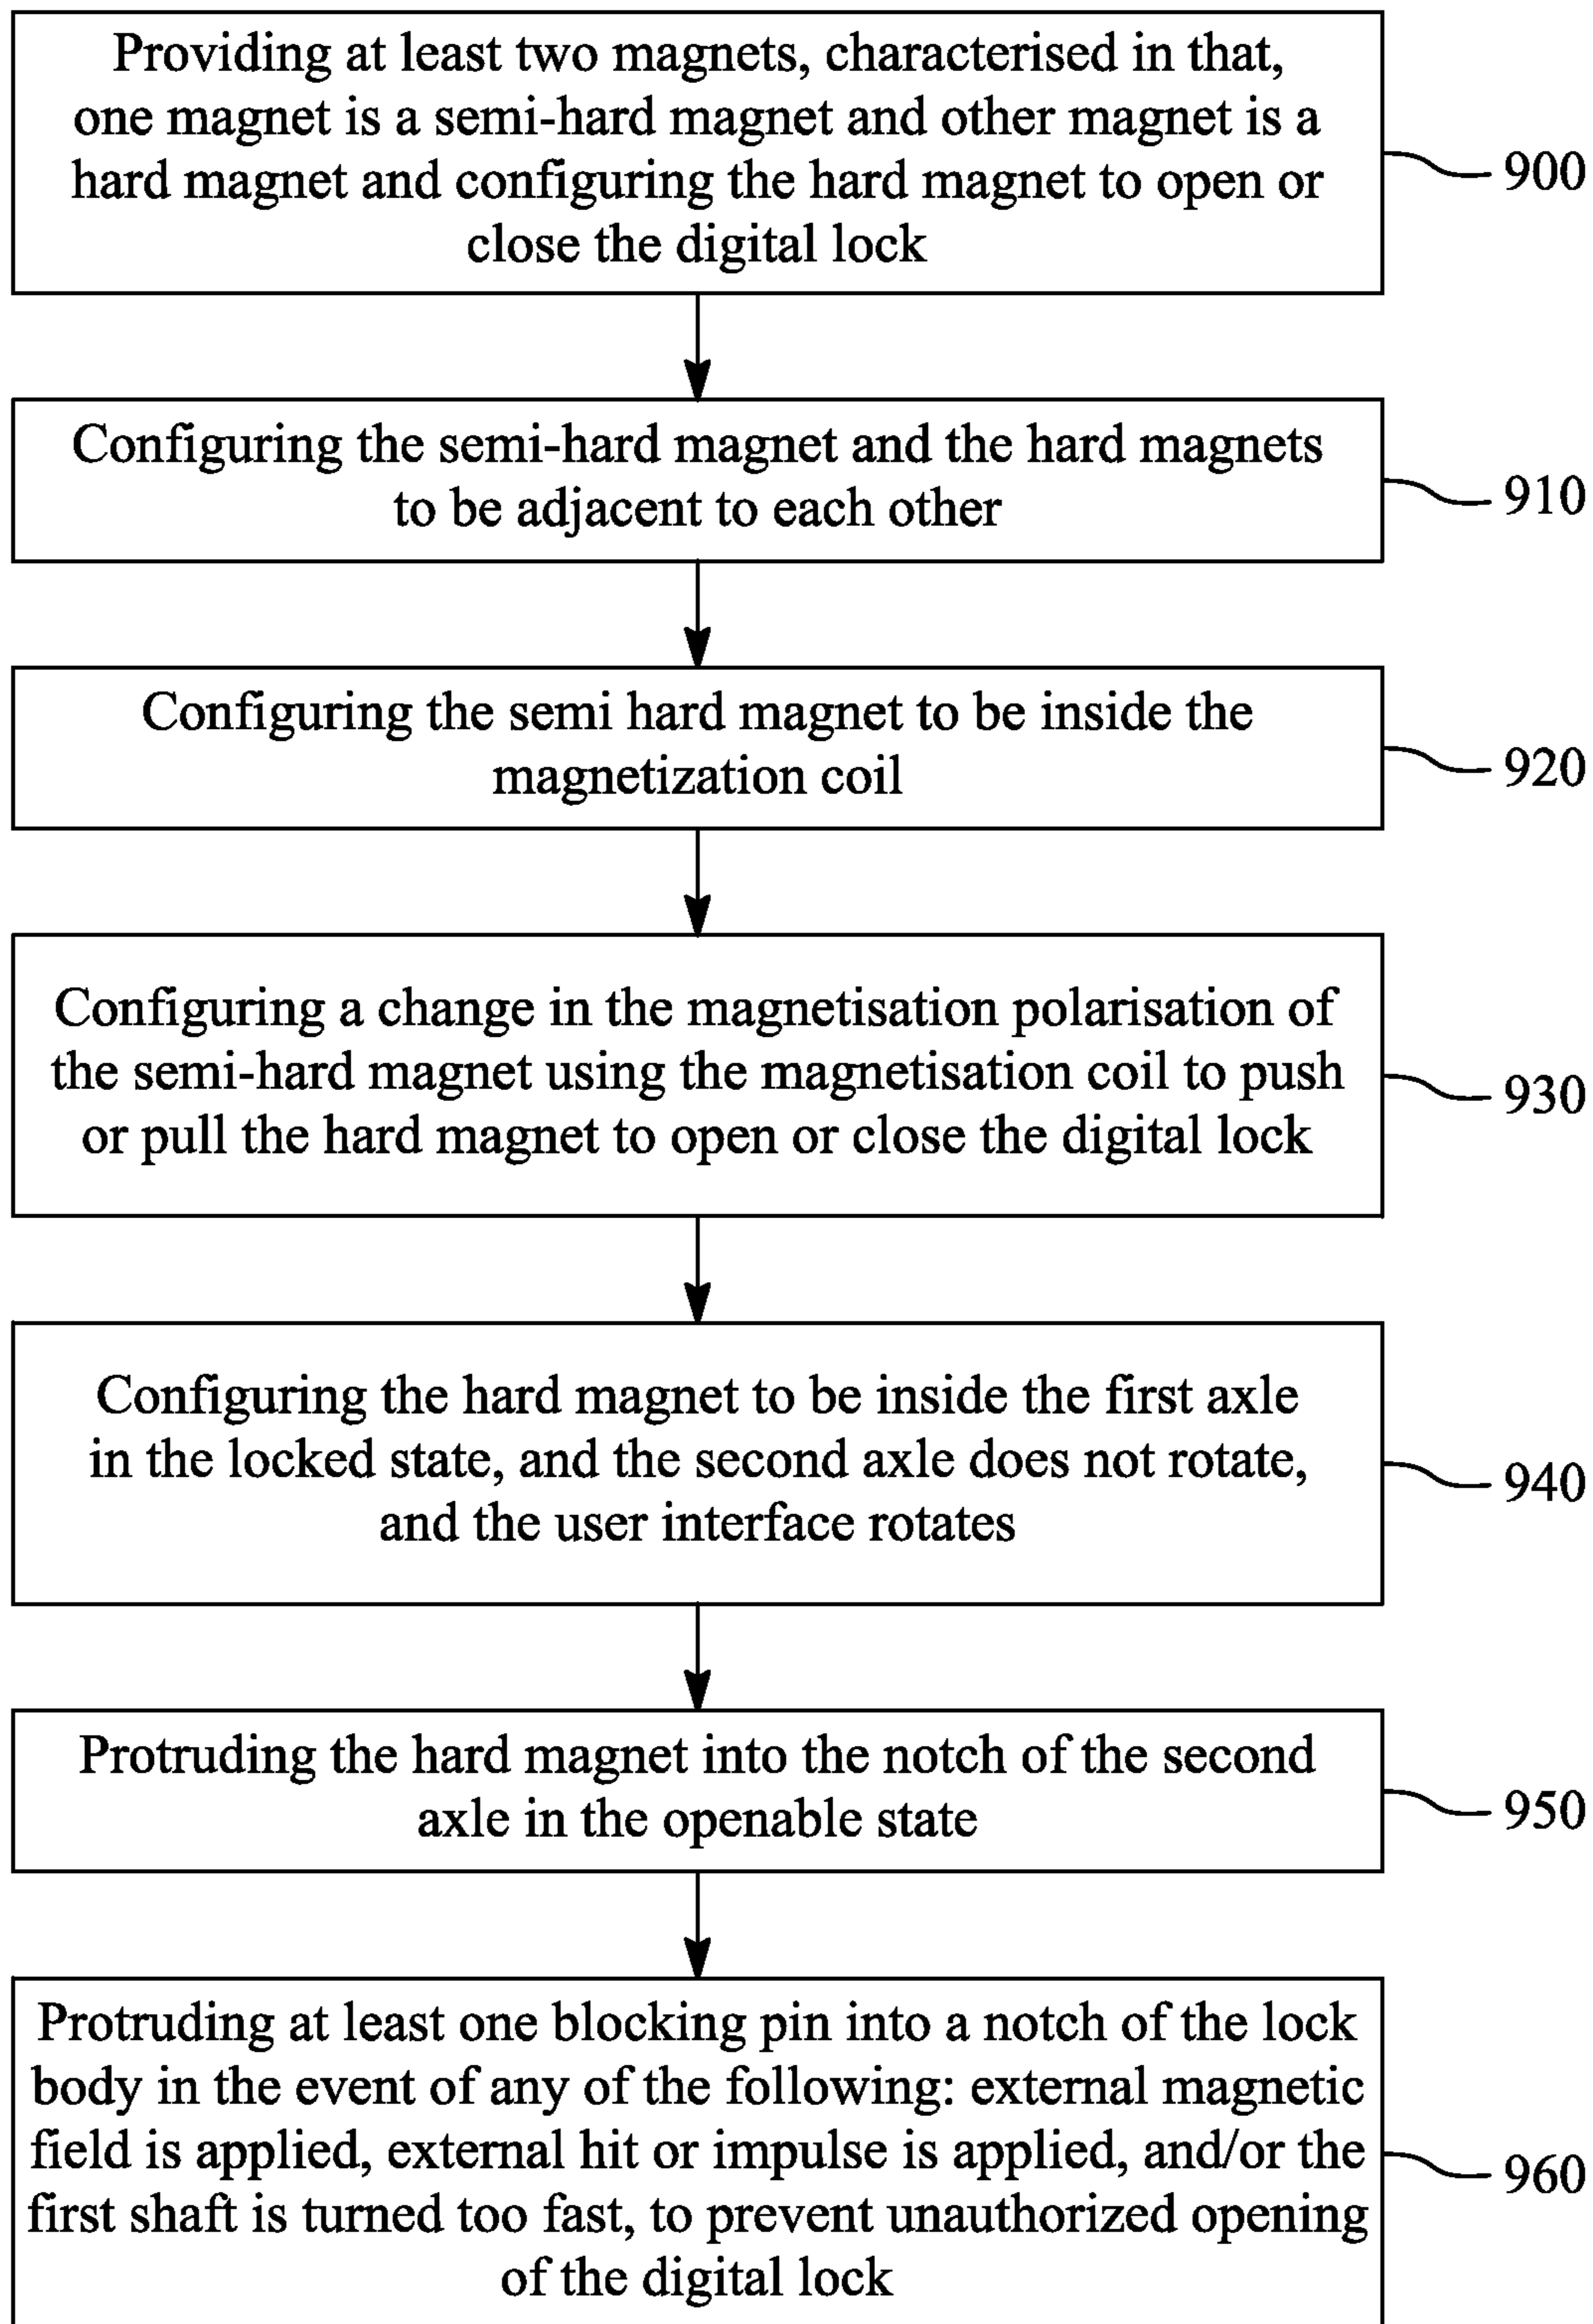 Providing at least two magnets, characterised in that,
one magnet is a semi-hard magnet and other magnet is a
hard magnet and configuring the hard magnet to open or
close the digital lock
900
Configuring the semi-hard magnet and the hard magnets
to be adjacent to each other
910
Configuring the semi hard magnet to be inside the
magnetization coil
920
Configuring a change in the magnetisation polarisation of
the semi-hard magnet using the magnetisation coil to push
or pull the hard magnet to open or close the digital lock
930
Configuring the hard magnet to be inside the first axle
in the locked state, and the second axle does not rotate,
and the user interface rotates
940
Protruding the hard magnet into the notch of the second
axle in the openable state
950
Protruding at least one blocking pin into a notch of the lock
body in the event of any of the following: external magnetic
field is applied, external hit or impulse is applied, and/or the
first shaft is turned too fast, to prevent unauthorized opening
of the digital lock
960